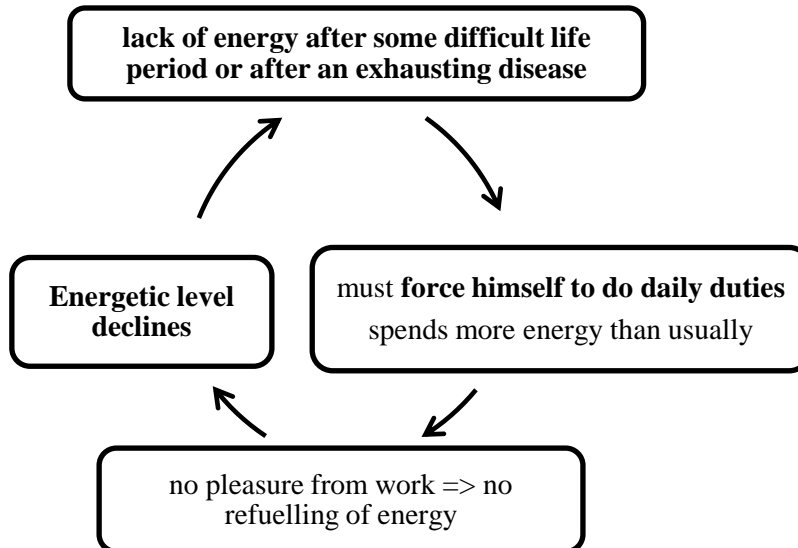 lack of energy after some difficult life
period or after an exhausting disease
must force himself to do daily duties
spends more energy than usually
no pleasure from work => no
refuelling of energy
Energetic level
declines